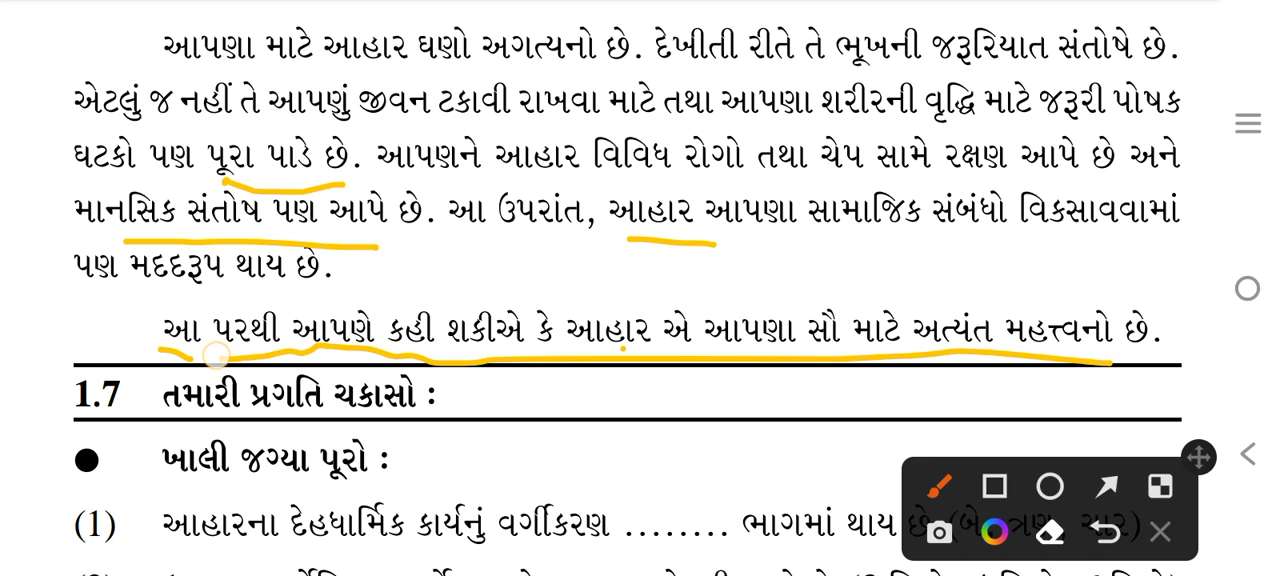 આપણા માટે આહાર ઘણો અગત્યનો છે. દેખીતી રીતે તે ભૂખની જરૂરિયાત સંતોષે છે.
એટલું જ નહીં તે આપણું જીવન ટકાવી રાખવા માટે તથા આપણા શરીરની વૃદ્ધિ માટે જરૂરી પોષક
ઘટકો પણ પૂરા પાડે છે. આપણને આહાર વિવિધ રોગો તથા ચેપ સામે રક્ષણ આપે છે અને
માનસિક સંતોષ પણ આપે છે. આ ઉપરાંત, આહાર આપણા સામાજિક સંબંધો વિકસાવવામાં
પણ મદદરૂપ થાય છે.
આ પરથી આપણે કહી શકીએ કે આહાર એ આપણા સૌ માટે અત્યંત મહત્ત્વનો છે.
1.7 તમારી પ્રગતિ ચકાસો :
● ખાલી જગ્યા પૂરો :
(1) આહારના દેહધાર્મિક કાર્યનું વર્ગીકરણ ........ ભાગમાં થાય છે (બે, ત્રણ, ચાર)